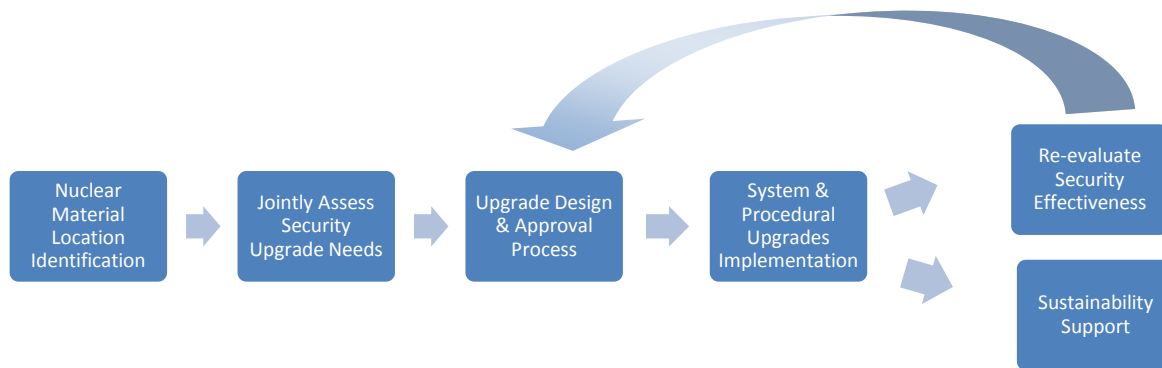 Nuclear
Material
Location
Identification
Jointly Assess
Security
Upgrade Needs
Upgrade Design
& Approval
Process
System &
Procedural
Upgrades
Implementation
Re-evaluate
Security
Effectiveness
Sustainability
Support